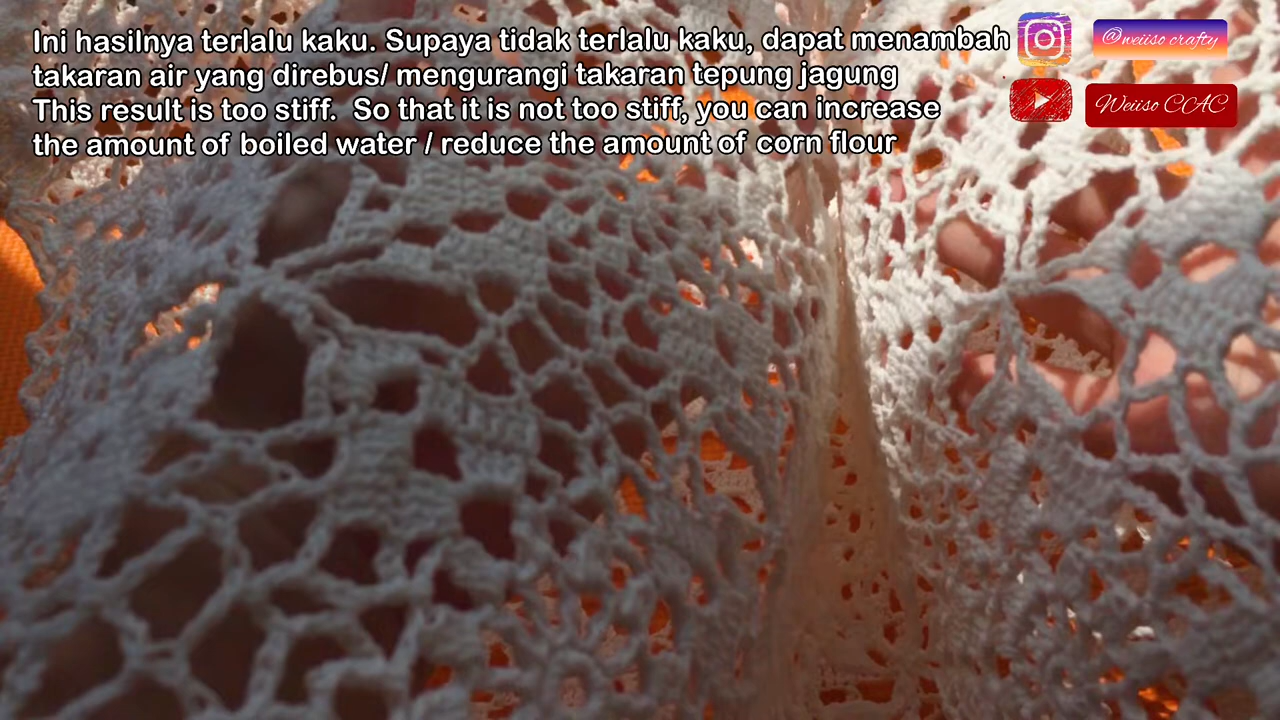 Ini hasilnya terlalu kaku. Supaya tidak terlalu kaku, dapat menambah
takaran air yang direbus/ mengurangi takaran tepung jagung
This result is too stiff.  So that it is not too stiff, you can increase
the amount of boiled water / reduce the amount of corn flour
@weiiso crafty
Weiiso CCAC